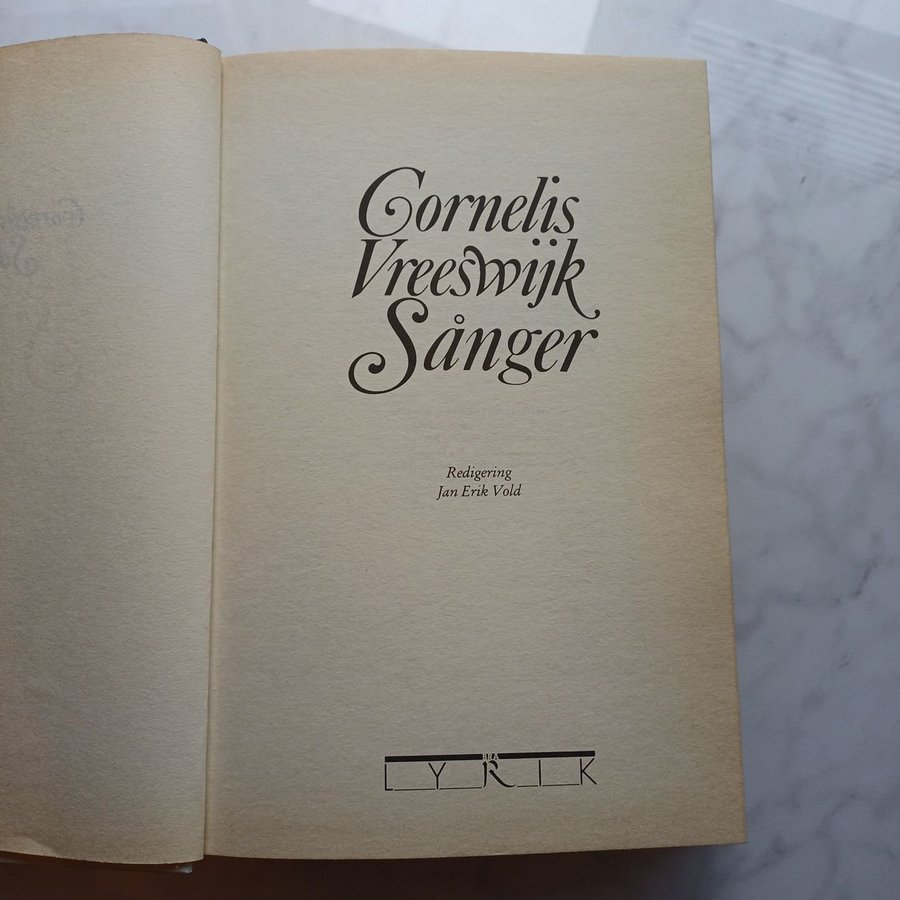 Cornelis
Vreeswijk
Sånger
Redigering
Jan Erik Vold
BRA
LYRIK